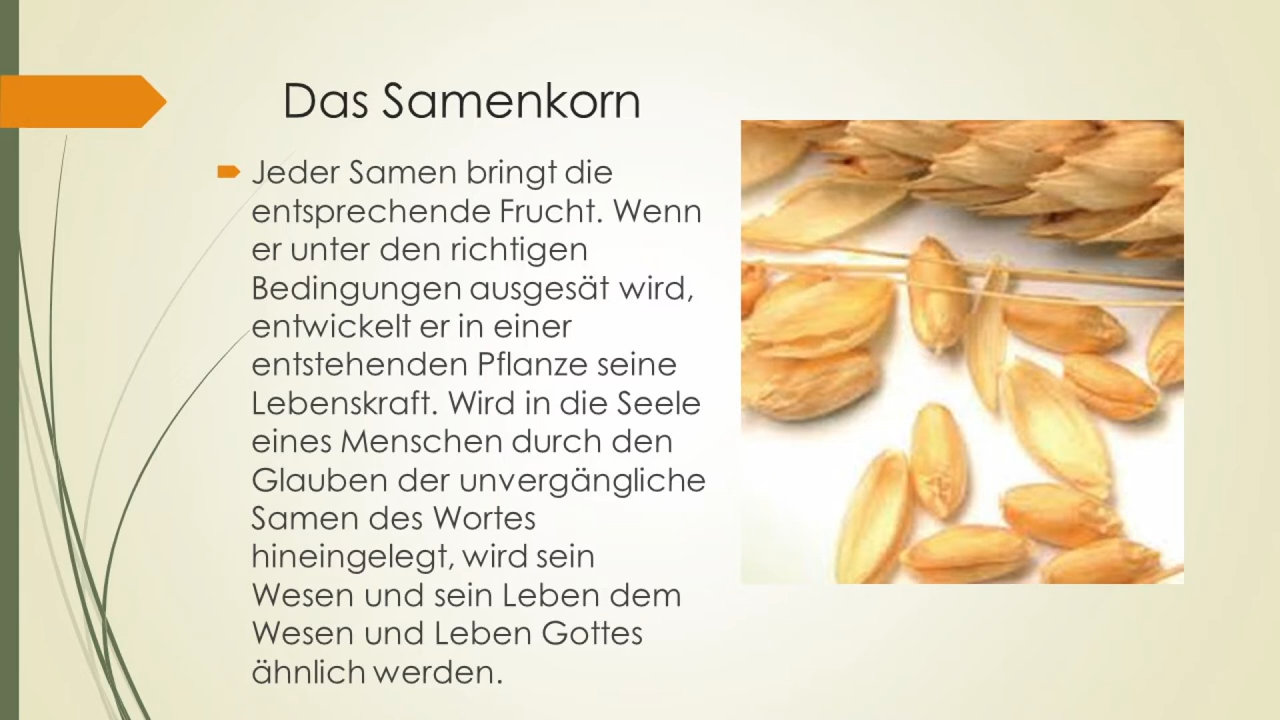 Das Samenkorn
Jeder Samen bringt die
entsprechende Frucht. Wenn
er unter den richtigen
Bedingungen ausgesät wird,
entwickelt er in einer
entstehenden Pflanze seine
Lebenskraft. Wird in die Seele
eines Menschen durch den
Glauben der unvergängliche
Samen des Wortes
hineingelegt, wird sein
Wesen und sein Leben dem
Wesen und Leben Gottes
ähnlich werden.